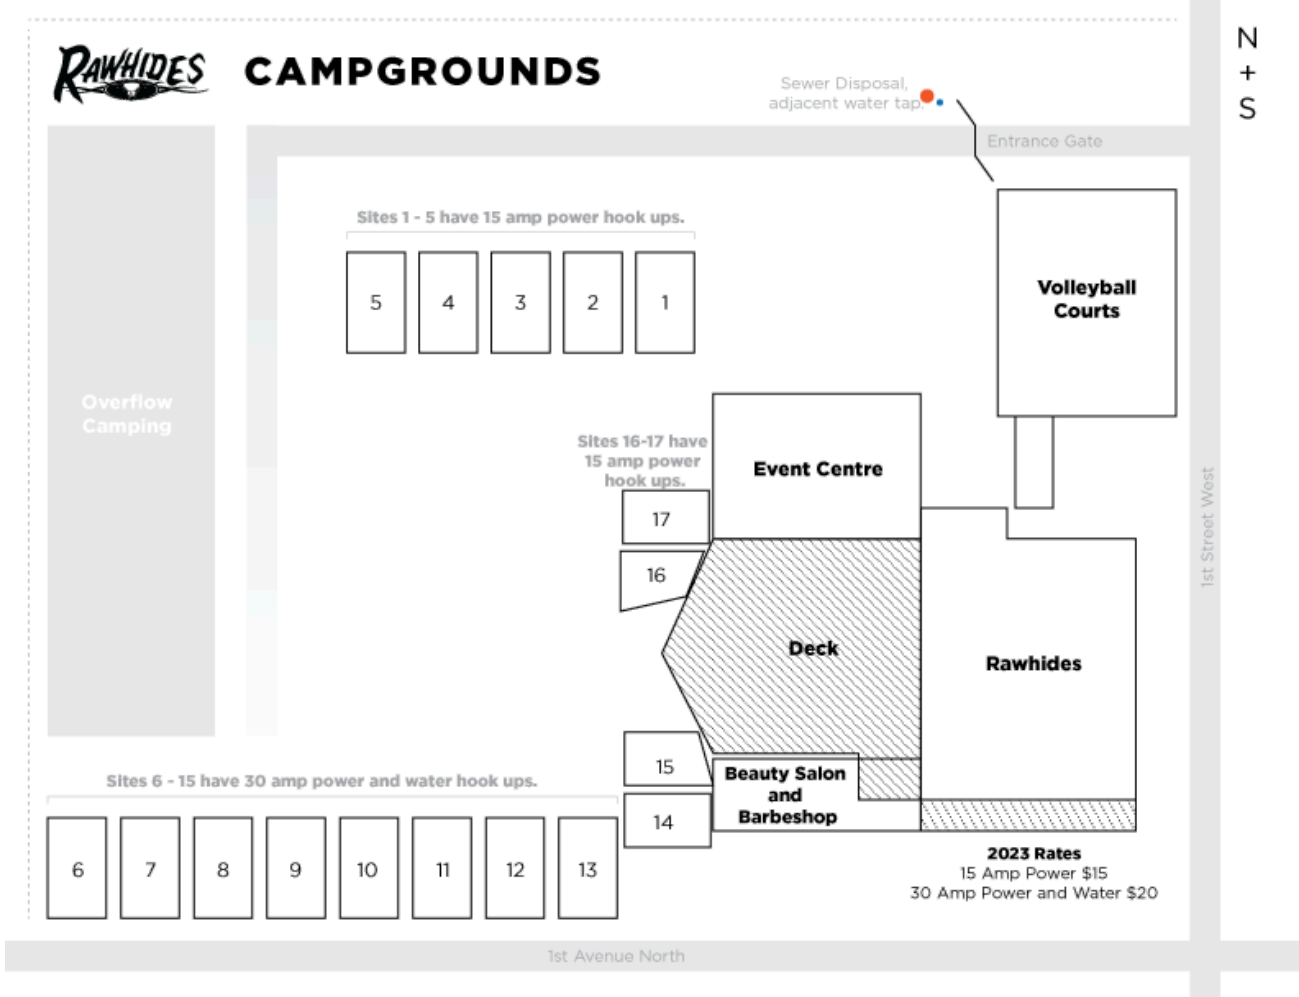 RAWHIDES
CAMPGROUNDS
N
+
S
Sewer Disposal,
adjacent water tap.
Entrance Gate
Sites 1 - 5 have 15 amp power hook ups.
5
4
3
2
1
Volleyball
Courts
Overflow
Camping
Sites 16-17 have
15 amp power
hook ups.
Event Centre
17
16
Deck
Rawhides
1st Street West
15
14
Beauty Salon
and
Barbeshop
Sites 6 - 15 have 30 amp power and water hook ups.
6
7
8
9
10
11
12
13
2023 Rates
15 Amp Power $15
30 Amp Power and Water $20
1st Avenue North